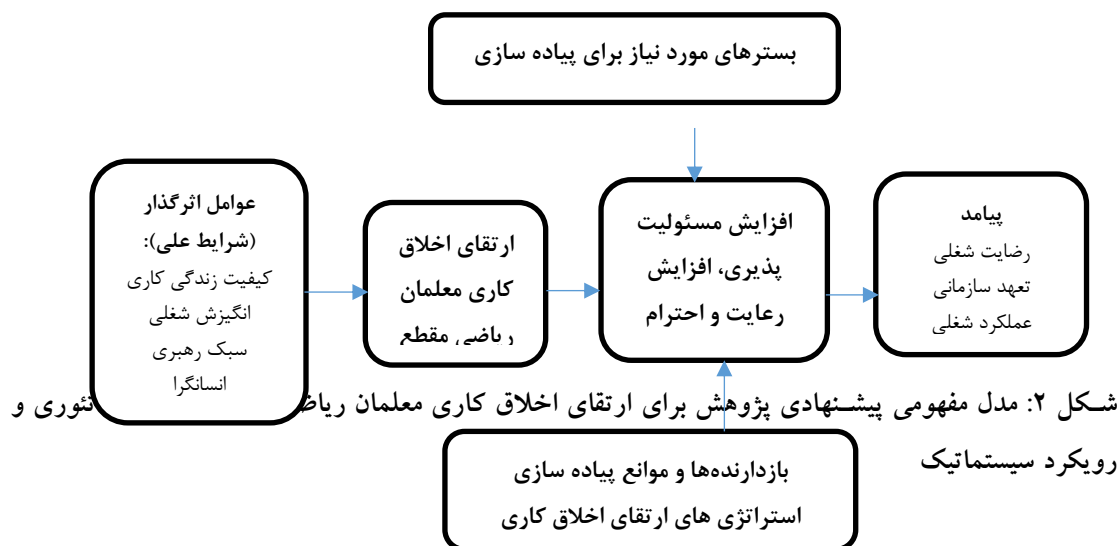 بسترهای مورد نیاز برای پیاده سازی
عوامل اثرگذار
(شرایط علی):
کیفیت زندگی کاری
انگیزش شغلی
سبک رهبری
انسانگرا
ارتقای اخلاق
کاری معلمان
ریاضی مقطع
افزایش مسئولیت
پذیری، افزایش
رعایت و احترام
پیامد
رضایت شغلی
تعهد سازمانی
عملکرد شغلی
شکل ۲: مدل مفهومی پیشنهادی پژوهش برای ارتقای اخلاق کاری معلمان تئوری و
رویکرد سیستماتیک
بازدارنده‌ها و موانع پیاده سازی
استراتژی های ارتقای اخلاق کاری